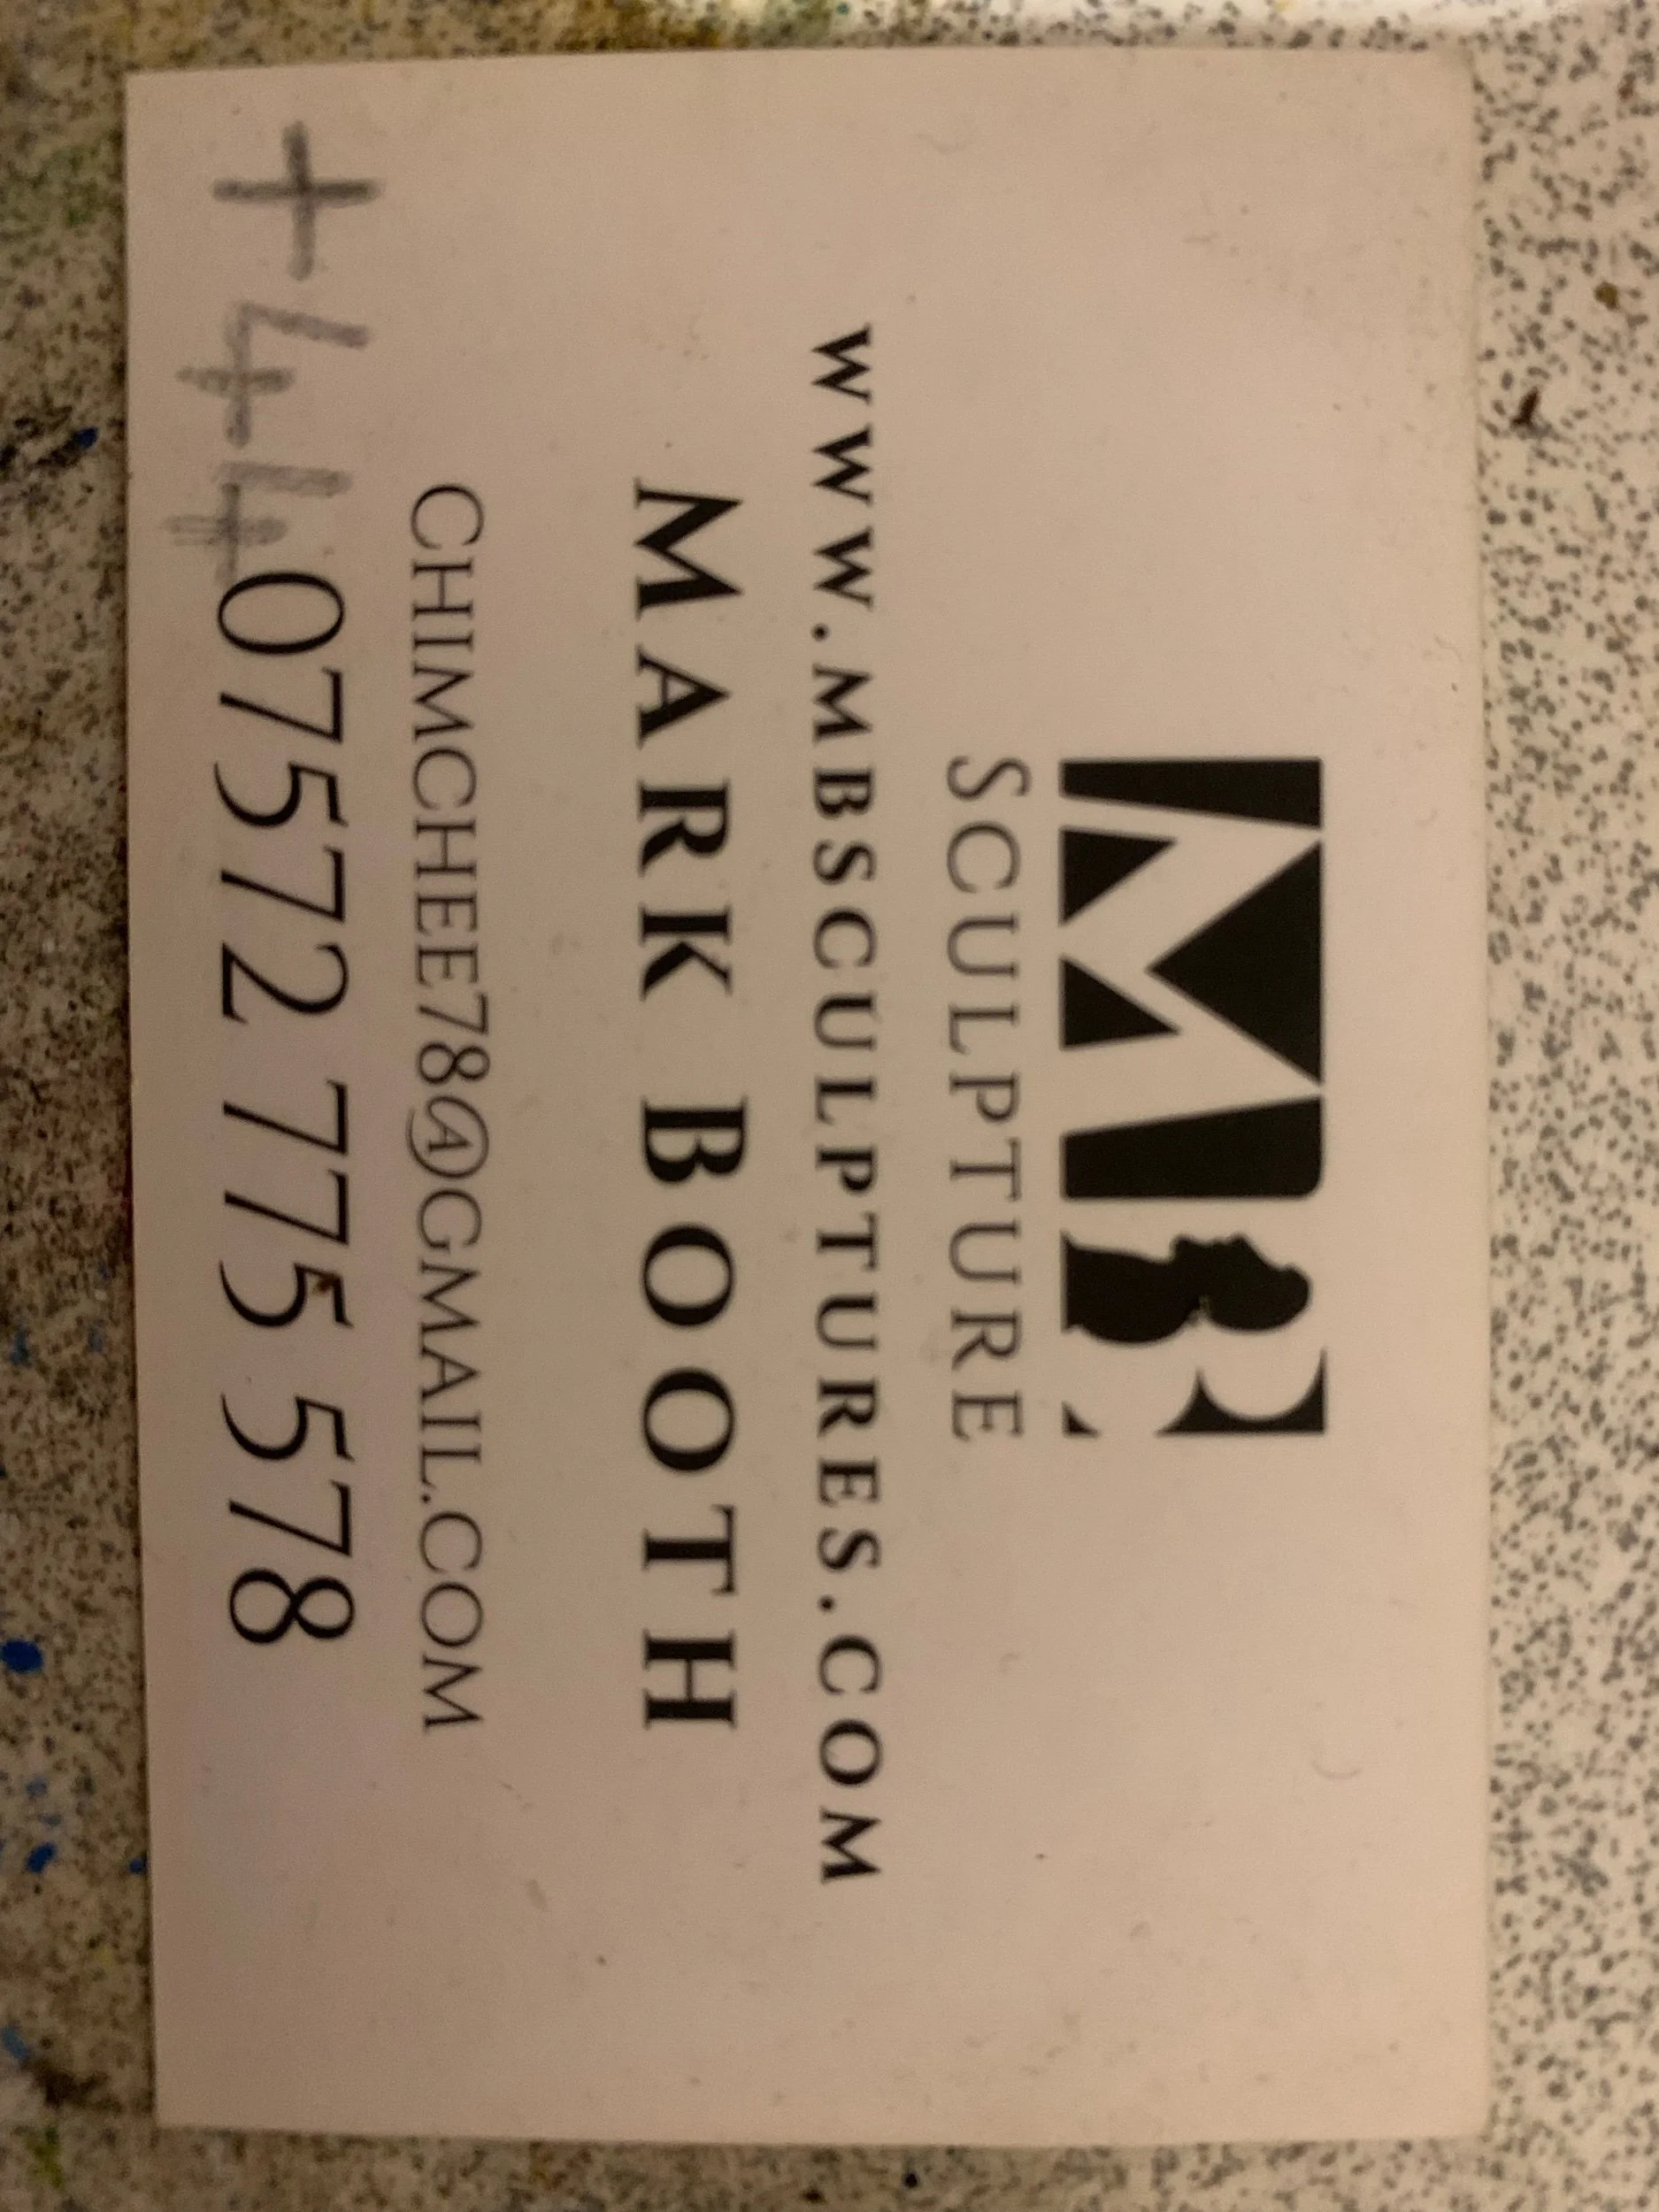 MB
SCULPTURE
WWW.MBSCULPTURES.COM
MARK BOOTH
CHIMCHEE78@GMAIL.COM
+44 07572 775 578